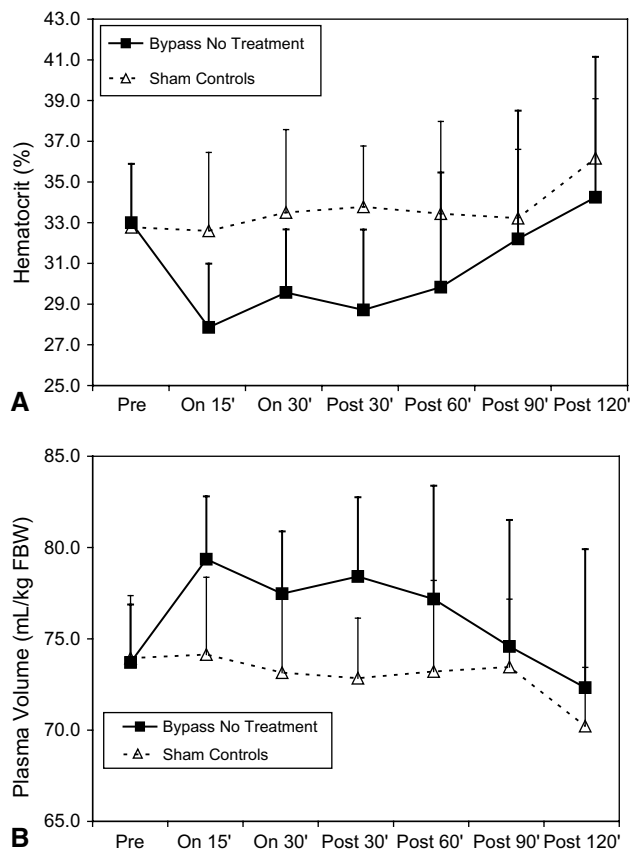 43.0
41.0
39.0
37.0
35.0
33.0
31.0
29.0
27.0
25.0
Hematocrit (%)
Bypass No Treatment
Sham Controls
A
Pre On 15' On 30' Post 30' Post 60' Post 90' Post 120'
85.0
80.0
75.0
70.0
65.0
Plasma Volume (mL/kg FBW)
Bypass No Treatment
Sham Controls
B
Pre On 15' On 30' Post 30' Post 60' Post 90' Post 120'